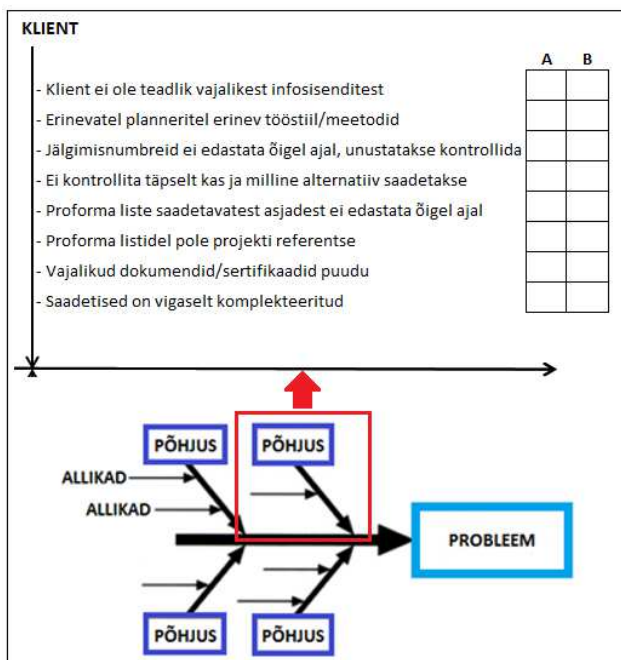 KLIENT
A B
- Klient ei ole teadlik vajalikest infosisenditest
- Erinevatel planneritel erinev tööstiil/meetodid
- Jälgimisnumbreid ei edastata õigel ajal, unustatakse kontrollida
- Ei kontrollita täpselt kas ja milline alternatiiv saadetakse
- Proforma liste saadetavatest asjadest ei edastata õigel ajal
- Proforma listidel pole projekti referentse
- Vajalikud dokumendid/sertifikaadid puudu
- Saadetised on vigaselt komplekteeritud
PÕHJUS PÕHJUS
ALLIKAD
ALLIKAD
PROBLEEM
PÕHJUS PÕHJUS